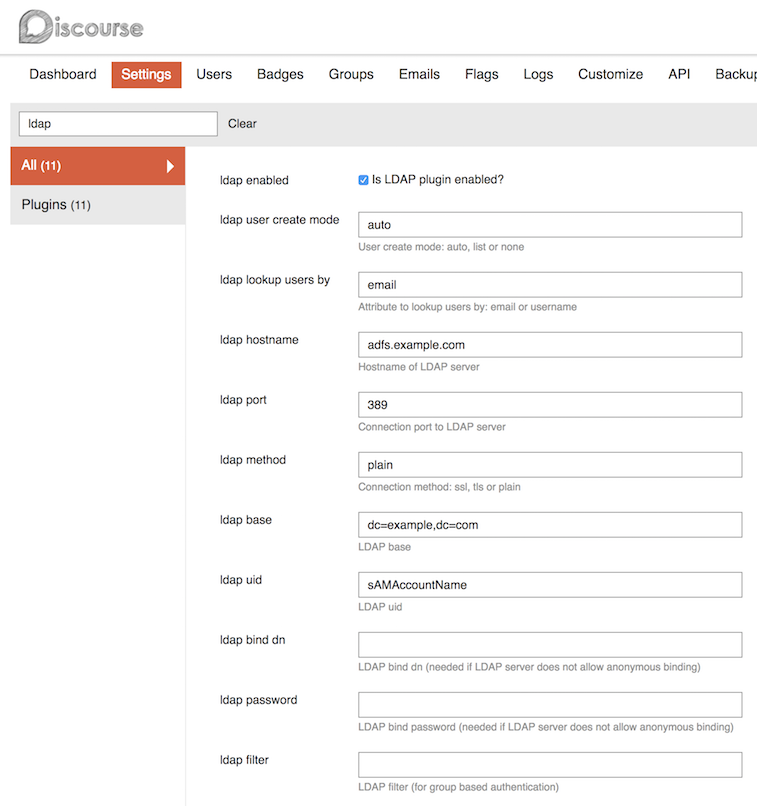 Discourse
Dashboard Settings Users Badges Groups Emails Flags Logs Customize API Backup
ldap Clear
All (11)
Plugins (11)
ldap enabled Is LDAP plugin enabled?
ldap user create mode auto
User create mode: auto, list or none
ldap lookup users by email
Attribute to lookup users by: email or username
ldap hostname adfs.example.com
Hostname of LDAP server
ldap port 389
Connection port to LDAP server
ldap method plain
Connection method: ssl, tls or plain
ldap base dc=example,dc=com
LDAP base
ldap uid sAMAccountName
LDAP uid
ldap bind dn
LDAP bind dn (needed if LDAP server does not allow anonymous binding)
ldap password
LDAP bind password (needed if LDAP server does not allow anonymous binding)
ldap filter
LDAP filter (for group based authentication)